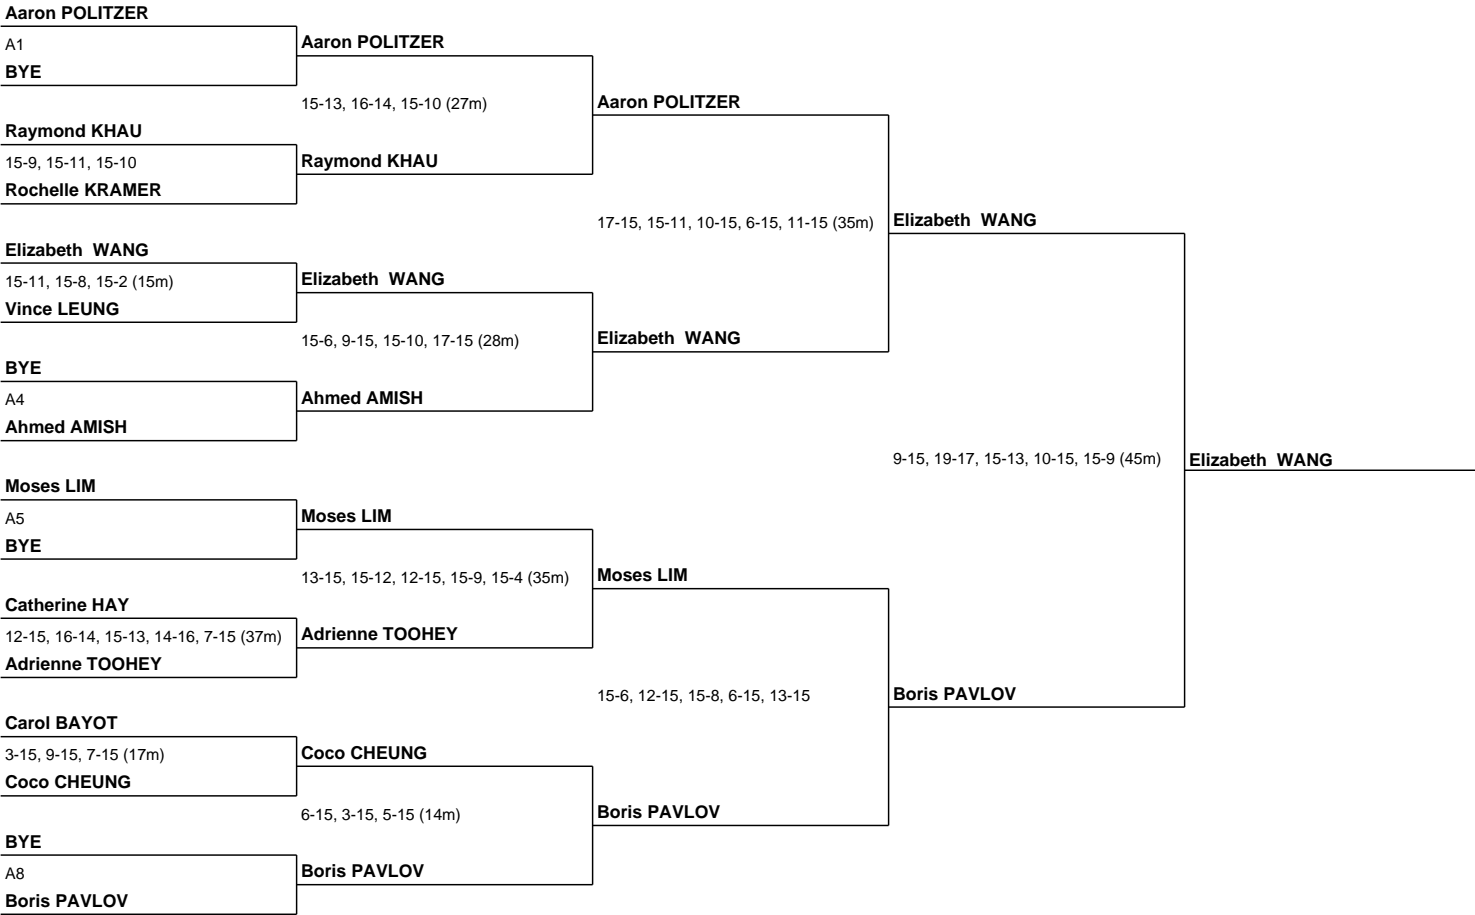 Aaron POLITZER
A1
BYE
Raymond KHAU
15-9, 15-11, 15-10
Rochelle KRAMER
Elizabeth  WANG
15-11, 15-8, 15-2 (15m)
Vince LEUNG
BYE
A4
Ahmed AMISH
Moses LIM
A5
BYE
Catherine HAY
12-15, 16-14, 15-13, 14-16, 7-15 (37m)
Adrienne TOOHEY
Carol BAYOT
3-15, 9-15, 7-15 (17m)
Coco CHEUNG
BYE
A8
Boris PAVLOV
Aaron POLITZER
15-13, 16-14, 15-10 (27m)
Raymond KHAU
Elizabeth  WANG
15-6, 9-15, 15-10, 17-15 (28m)
Ahmed AMISH
Moses LIM
13-15, 15-12, 12-15, 15-9, 15-4 (35m)
Adrienne TOOHEY
Coco CHEUNG
6-15, 3-15, 5-15 (14m)
Boris PAVLOV
Aaron POLITZER
17-15, 15-11, 10-15, 6-15, 11-15 (35m)
Elizabeth  WANG
Moses LIM
15-6, 12-15, 15-8, 6-15, 13-15
Boris PAVLOV
Elizabeth  WANG
9-15, 19-17, 15-13, 10-15, 15-9 (45m)
Boris PAVLOV
Elizabeth  WANG